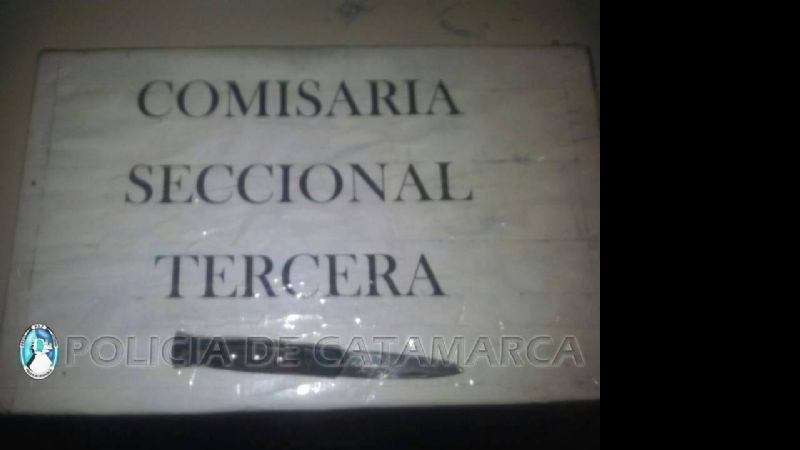 COMISARIA
SECCIONAL
TERCERA
POLICIA DE CATAMARCA